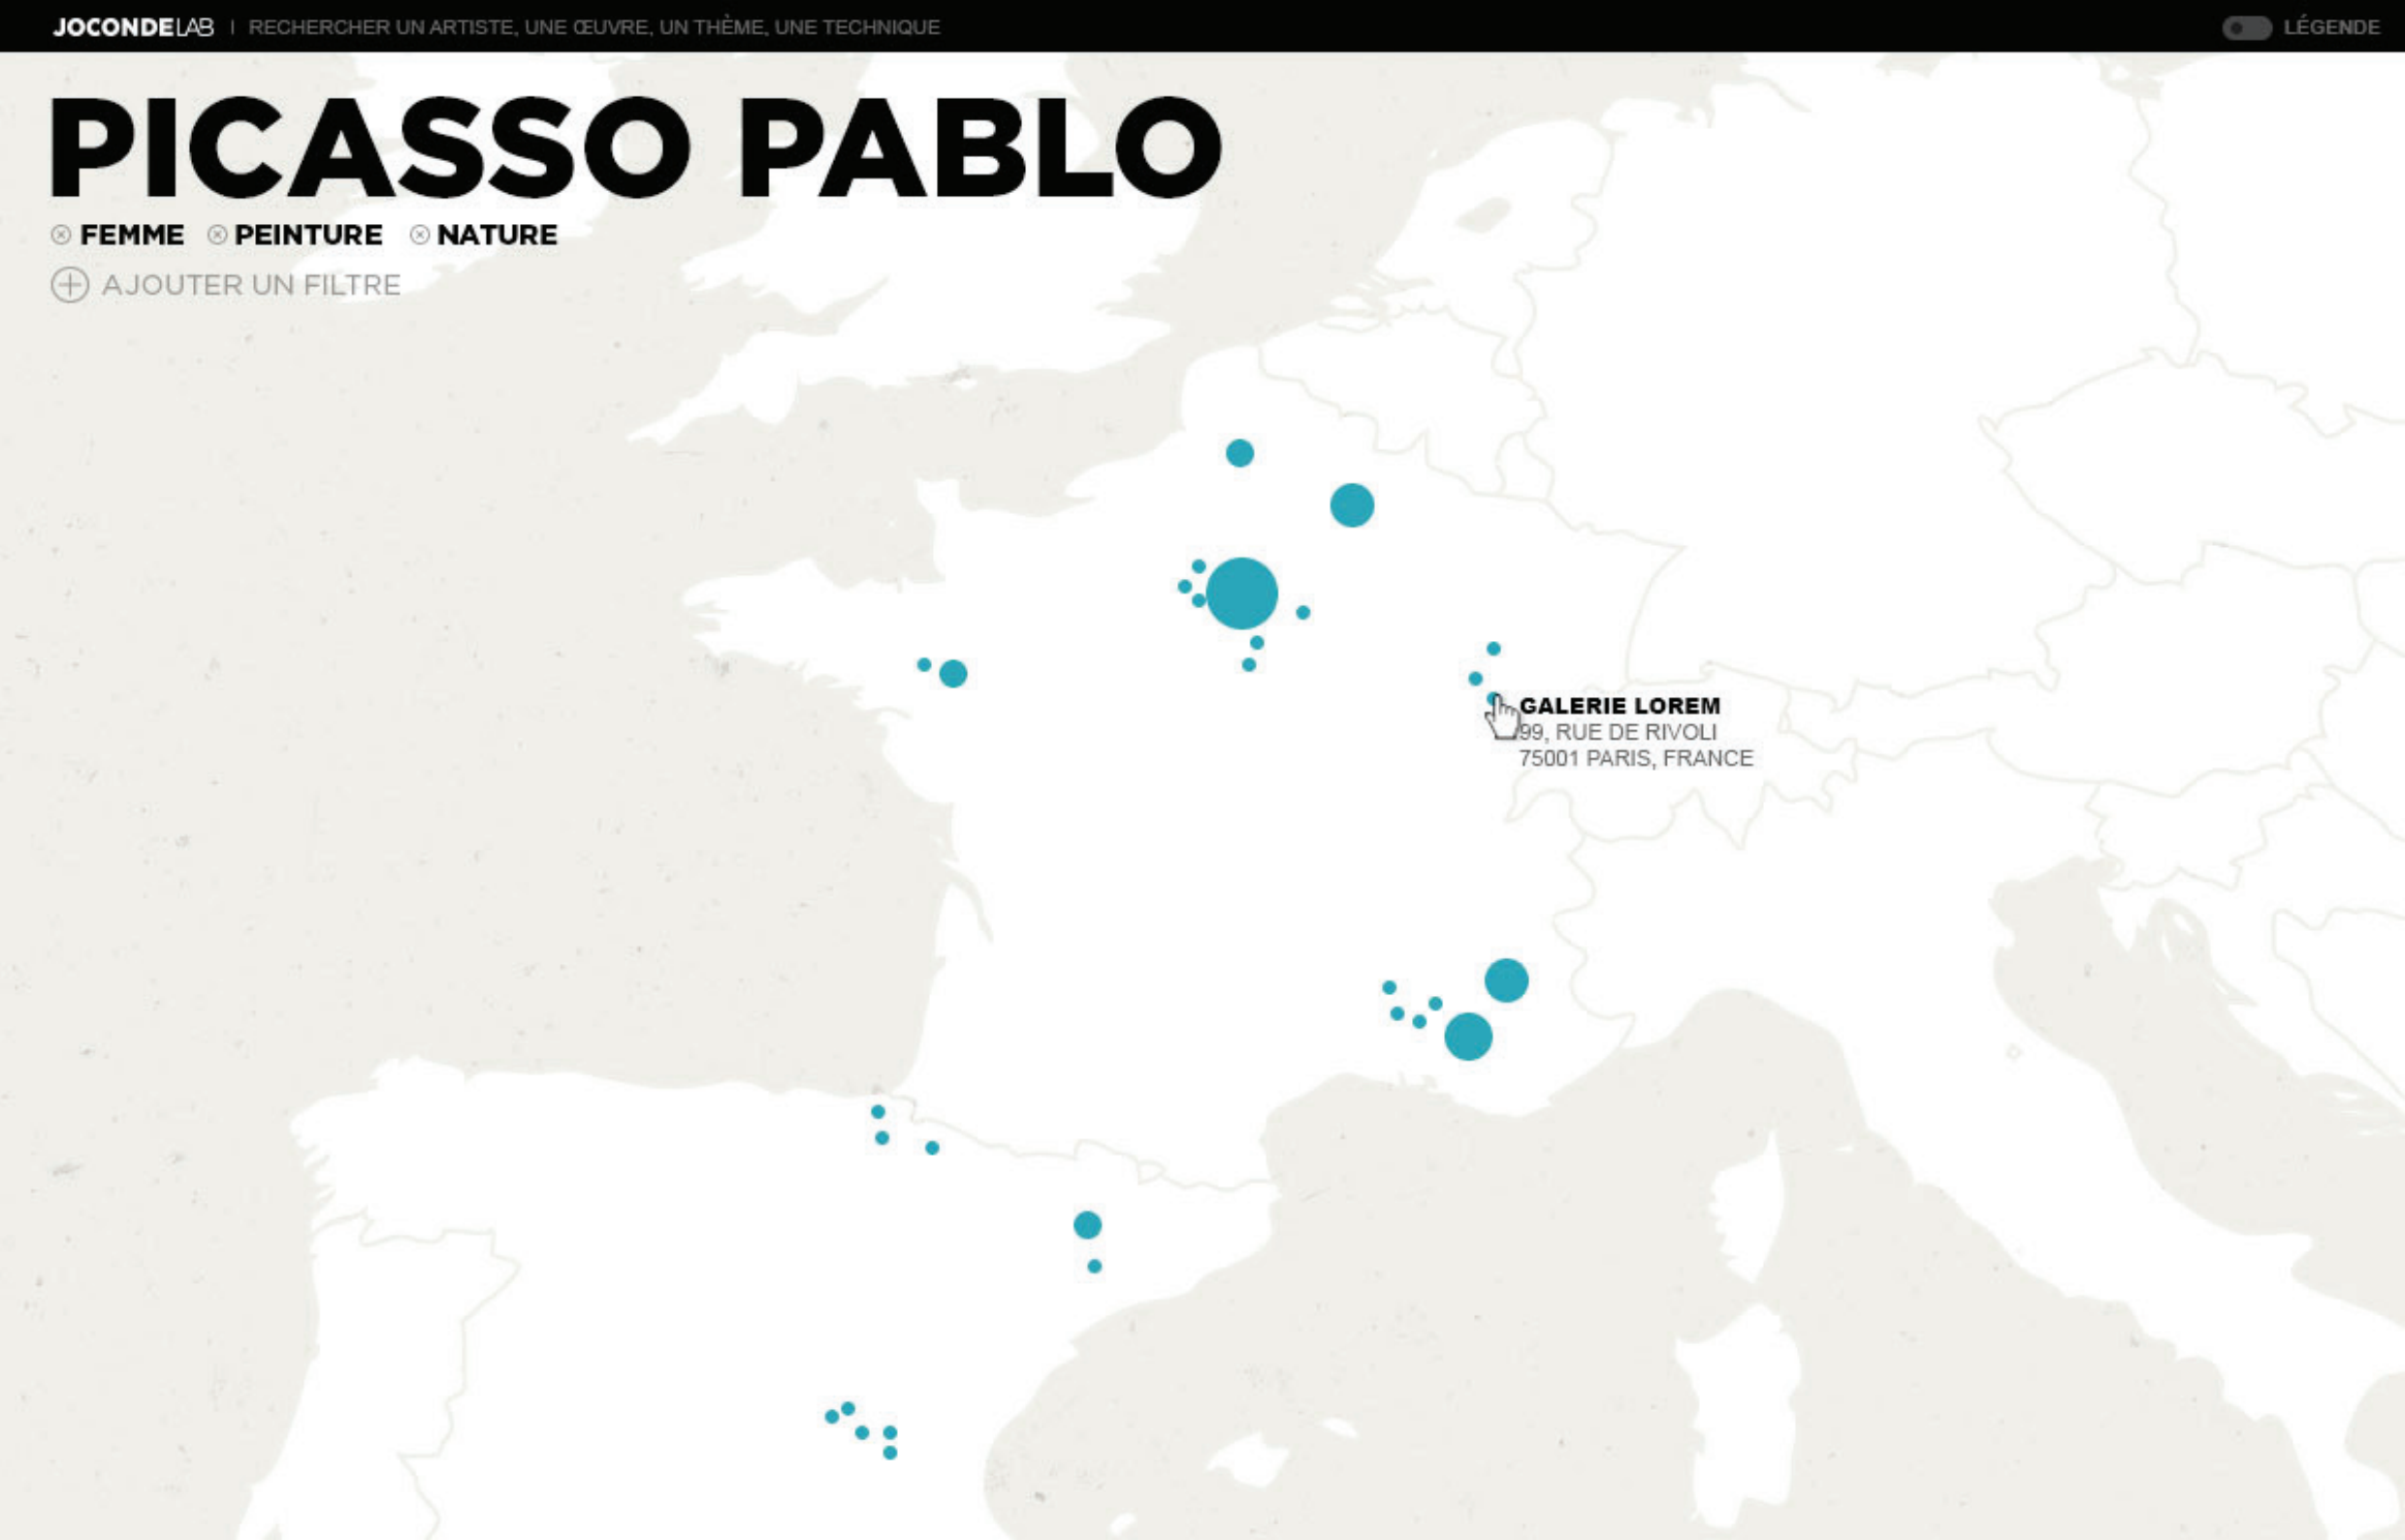 JOCONDELAB | RECHERCHER UN ARTISTE, UNE ŒUVRE, UN THÈME, UNE TECHNIQUE
LÉGENDE
PICASSO PABLO
FEMME PEINTURE NATURE
AJOUTER UN FILTRE
GALERIE LOREM
99, RUE DE RIVOLI
75001 PARIS, FRANCE